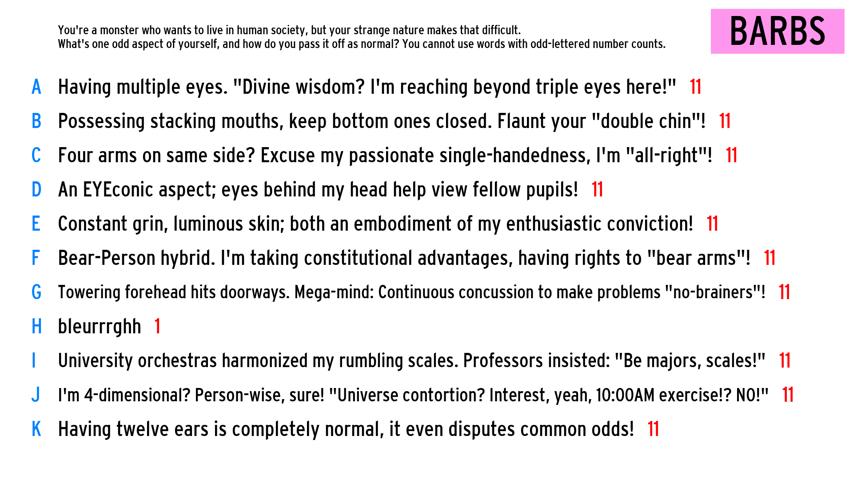 You're a monster who wants to live in human society, but your strange nature makes that difficult.
What's one odd aspect of yourself, and how do you pass it off as normal? You cannot use words with odd-lettered number counts.
BARBS
A Having multiple eyes. "Divine wisdom? I'm reaching beyond triple eyes here!" 11
B Possessing stacking mouths, keep bottom ones closed. Flaunt your "double chin"! 11
C Four arms on same side? Excuse my passionate single-handedness, I'm "all-right"! 11
D An EYEconic aspect; eyes behind my head help view fellow pupils! 11
E Constant grin, luminous skin; both an embodiment of my enthusiastic conviction! 11
F Bear-Person hybrid. I'm taking constitutional advantages, having rights to "bear arms"! 11
G Towering forehead hits doorways. Mega-mind: Continuous concussion to make problems "no-brainers"! 11
H bleurrrghh 1
I University orchestras harmonized my rumbling scales. Professors insisted: "Be majors, scales!" 11
J I'm 4-dimensional? Person-wise, sure! "Universe contortion? Interest, yeah, 10:00AM exercise!? NO!" 11
K Having twelve ears is completely normal, it even disputes common odds! 11